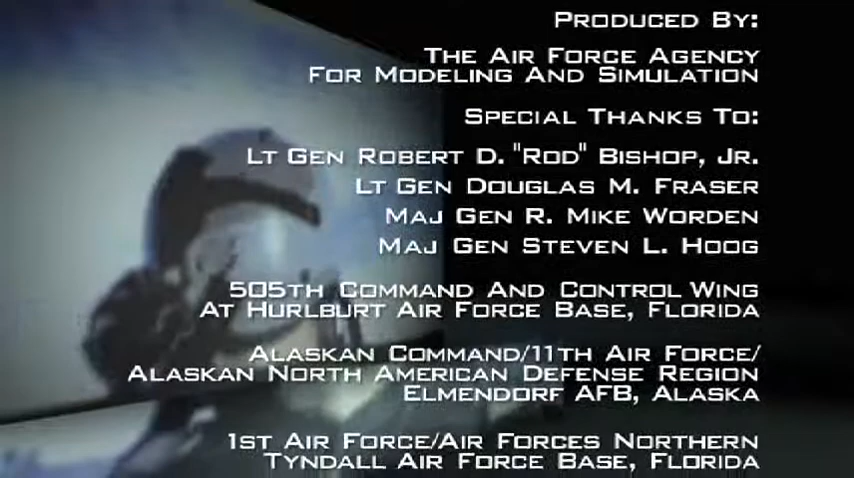 PRODUCED BY:
THE AIR FORCE AGENCY
FOR MODELING AND SIMULATION
SPECIAL THANKS TO:
LT GEN ROBERT D. "ROD" BISHOP, JR.
LT GEN DOUGLAS M. FRASER
MAJ GEN R. MIKE WORDEN
MAJ GEN STEVEN L. HOOG
505TH COMMAND AND CONTROL WING
AT HURLBURT AIR FORCE BASE, FLORIDA
ALASKAN COMMAND/11TH AIR FORCE/
ALASKAN NORTH AMERICAN DEFENSE REGION
ELMENDORF AFB, ALASKA
1ST AIR FORCE/AIR FORCES NORTHERN
TYNDALL AIR FORCE BASE, FLORIDA